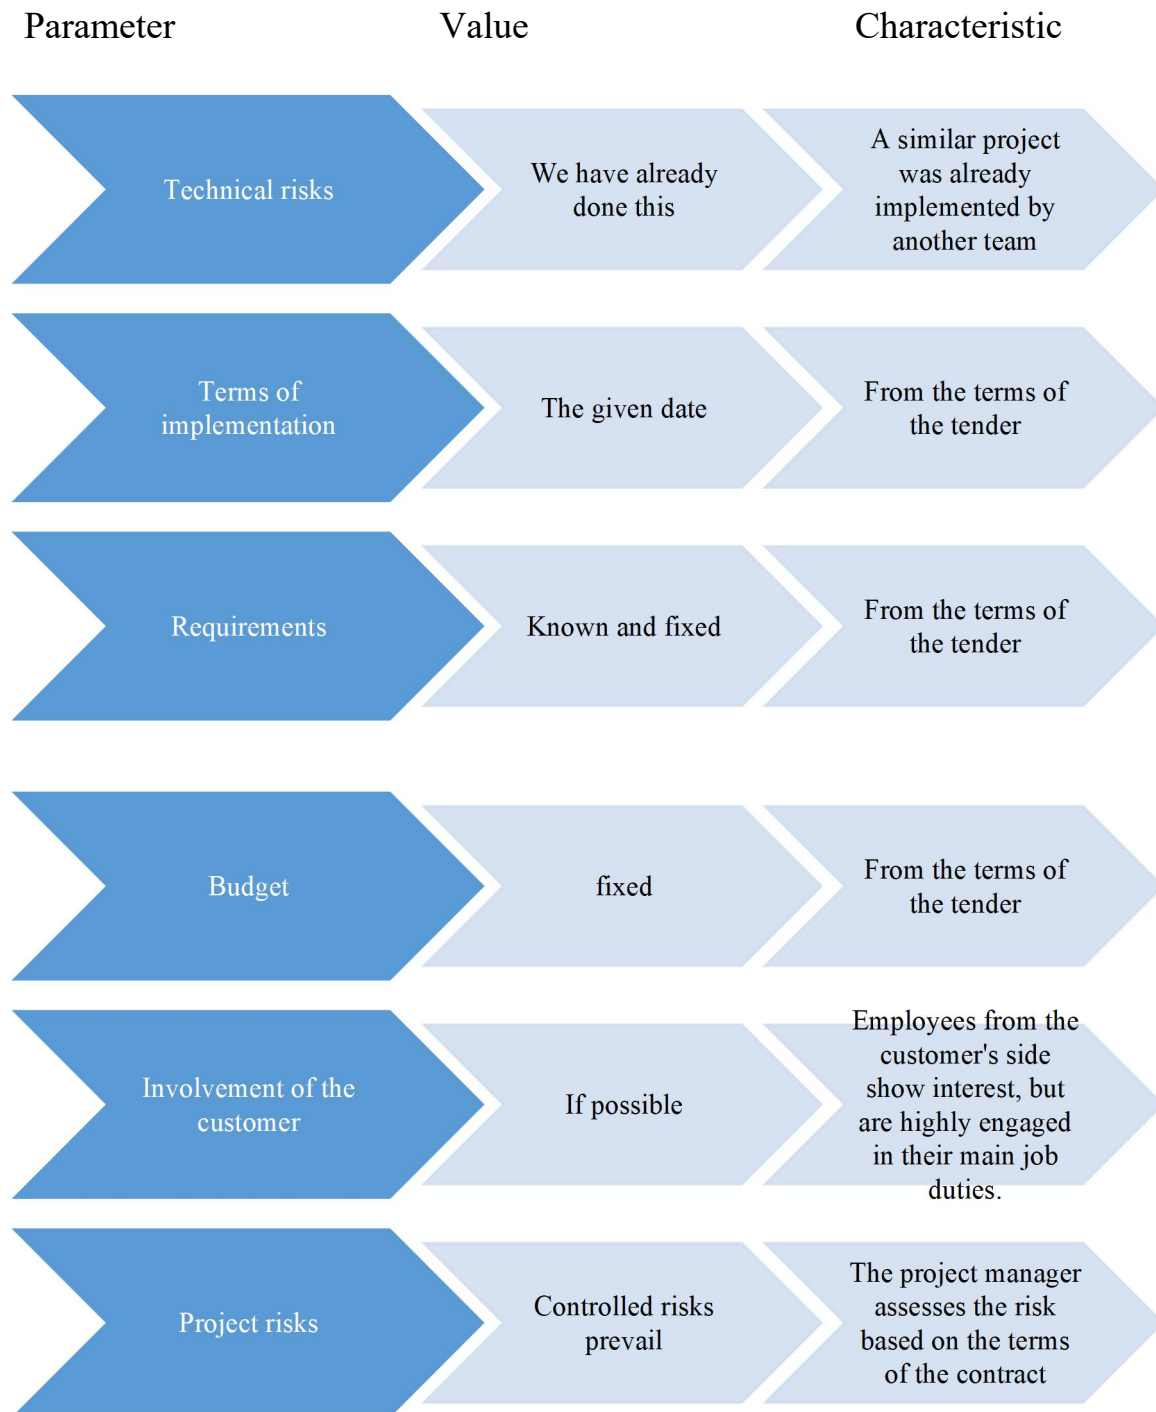 Parameter
Value
Characteristic
Technical risks
We have already
done this
A similar project
was already
implemented by
another team
Terms of
implementation
The given date
From the terms of
the tender
Requirements
Known and fixed
From the terms of
the tender
Budget
fixed
From the terms of
the tender
Involvement of the
customer
If possible
Employees from the
customer's side
show interest, but
are highly engaged
in their main job
duties.
Project risks
Controlled risks
prevail
The project manager
assesses the risk
based on the terms
of the contract